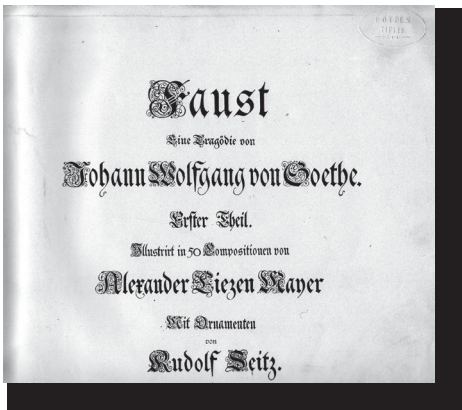 Faust
Eine Tragödie von
Johann Wolfgang von Goethe.
Erster Theil.
Illustrirt in 50 Compositionen von
Alexander Liezen Mayer
Mit Ornamenten
von
Rudolf Seitz.